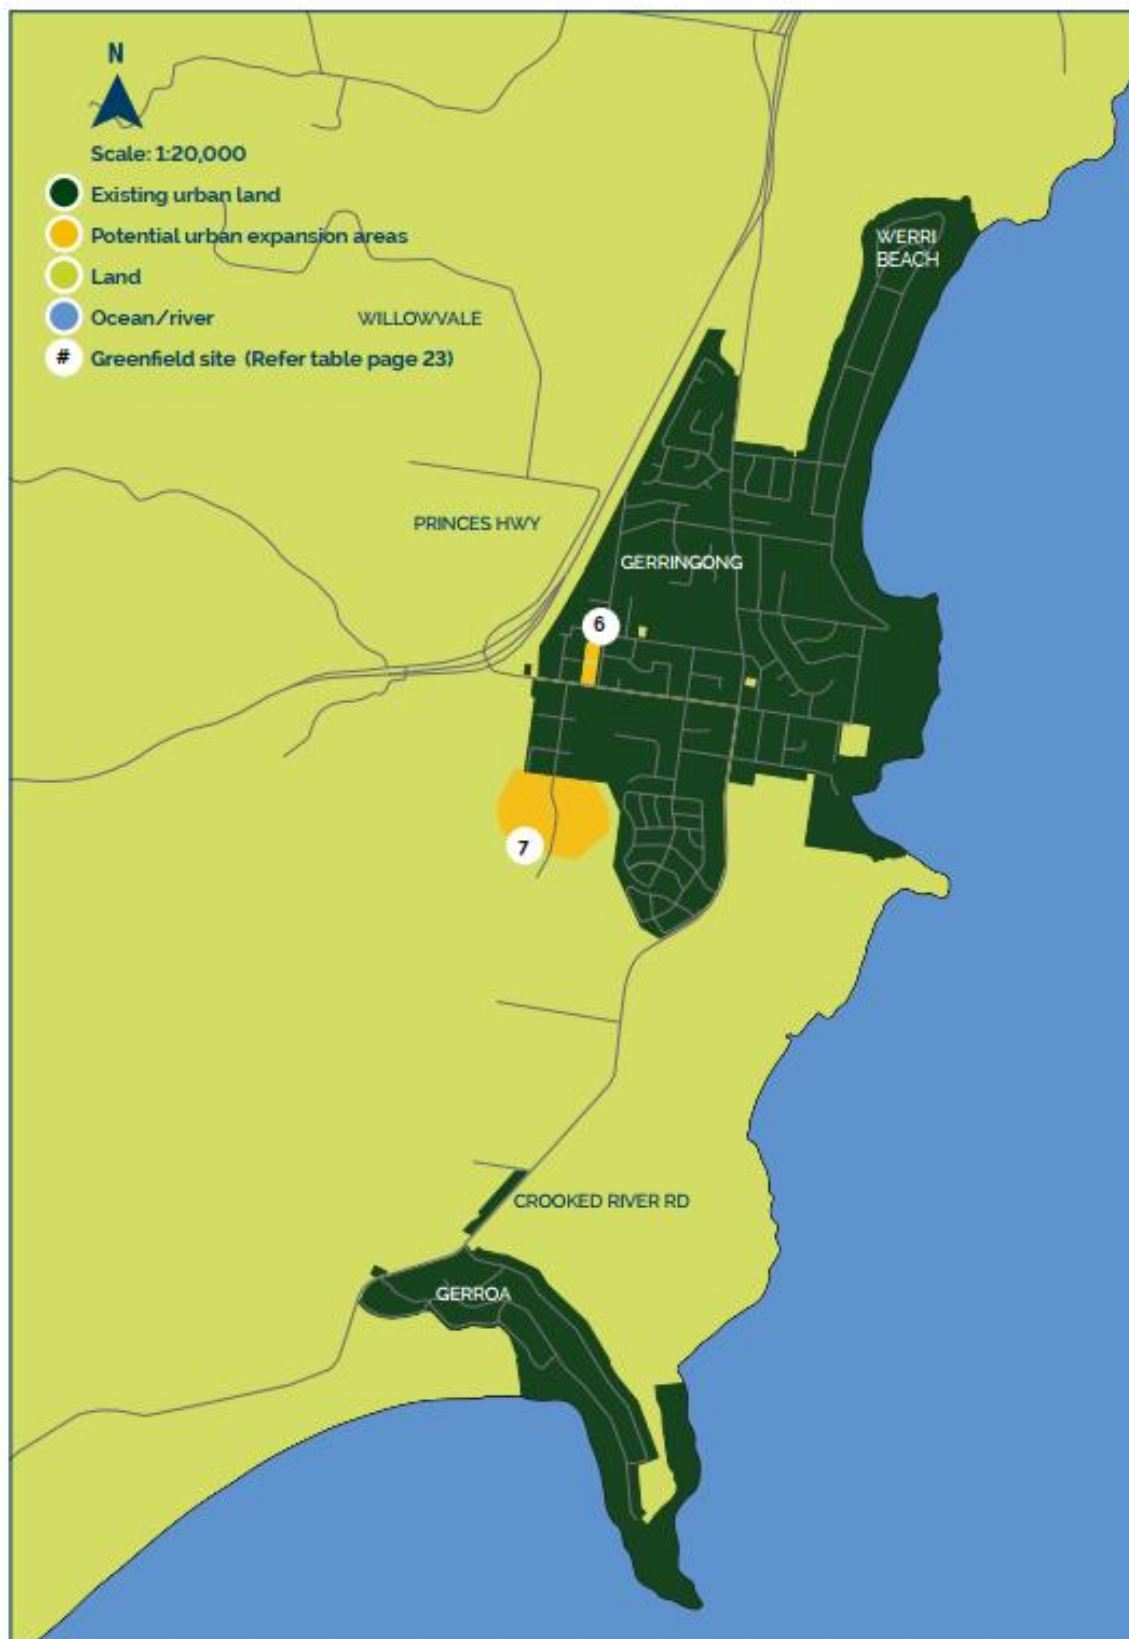 N
Scale: 1:20,000
Existing urban land
Potential urban expansion areas
Land
Ocean/river
# Greenfield site (Refer table page 23)
WERRI
BEACH
WILLOWVALE
PRINCES HWY
GERRINGONG
6
7
CROOKED RIVER RD
GERROA